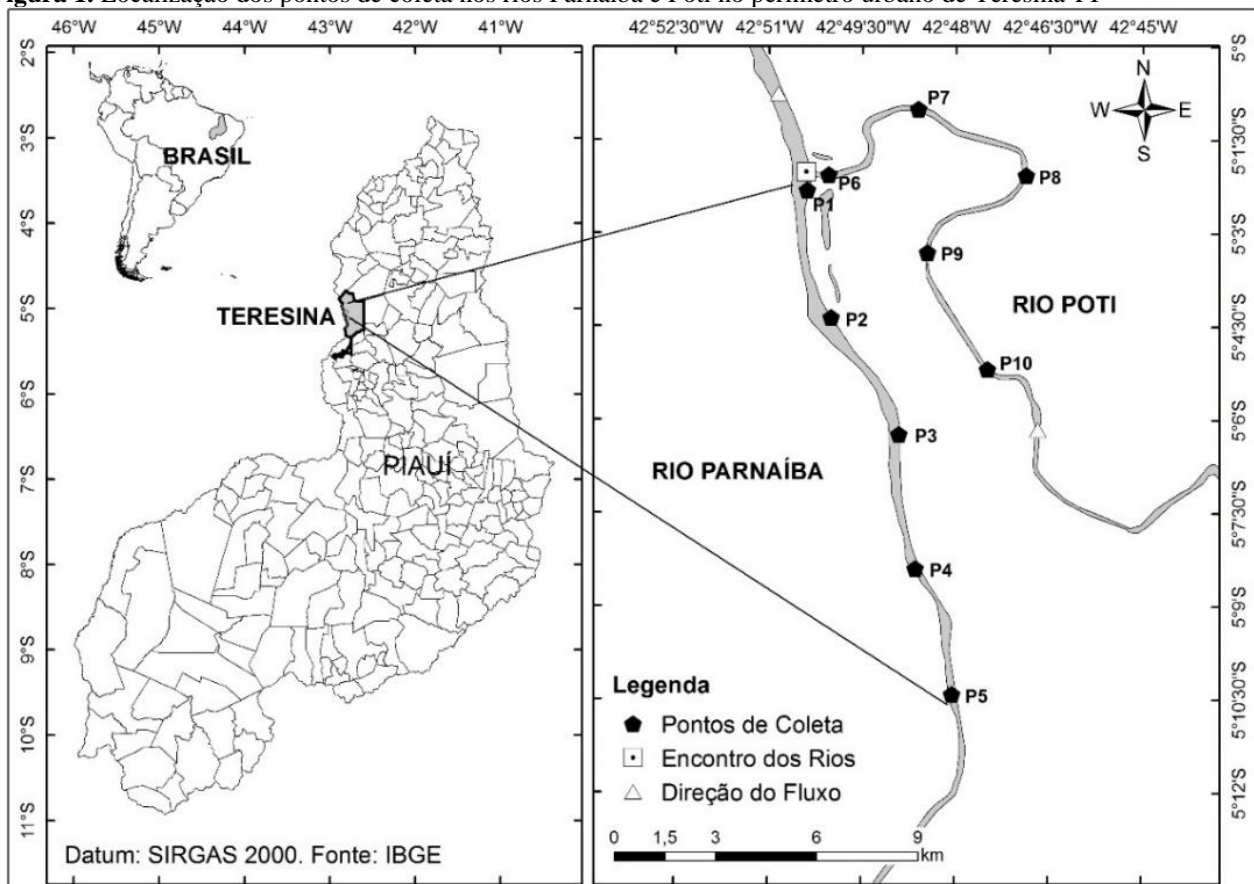 igura 1. Localização dos pontos de coleta nos rios Parnaíba e Poti no perímetro urbano de Teresina-PI
46°W 45°W 44°W 43°W 42°W 41°W
2°S
3°S
4°S
5°S
6°S
7°S
8°S
9°S
10°S
11°S
BRASIL
TERESINA
PIAUÍ
Datum: SIRGAS 2000. Fonte: IBGE
42°52'30"W 42°51'W 42°49'30"W 42°48'W 42°46'30"W 42°45'W
5°S
5°1'30"S
5°3'S
5°4'30"S
5°6'S
5°7'30"S
5°9'S
5°10'30"S
5°12'S
N
W E
S
P7
P6
P8
P1
P9
RIO POTI
P2
P10
P3
RIO PARNAÍBA
P4
P5
Legenda
Pontos de Coleta
Encontro dos Rios
Direção do Fluxo
0 1,5 3 6 9
km